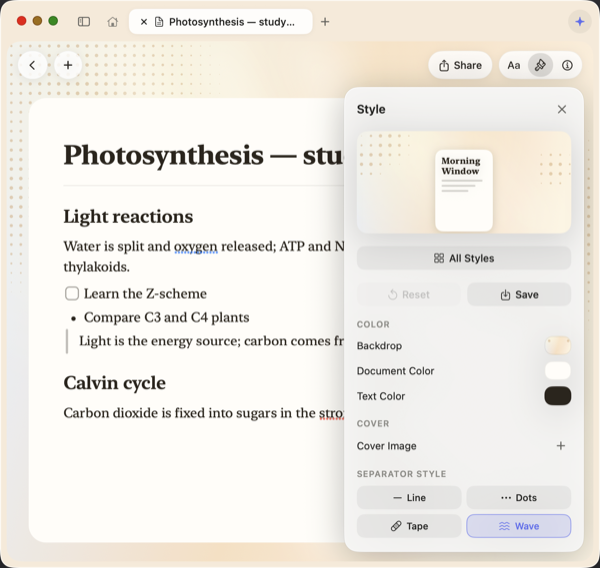 Photosynthesis — study...
Share
Aa
Photosynthesis — stu
Light reactions
Water is split and oxygen released; ATP and N
thylakoids.
Learn the Z-scheme
• Compare C3 and C4 plants
Light is the energy source; carbon comes fr
Calvin cycle
Carbon dioxide is fixed into sugars in the stro
Style
Morning
Window
All Styles
Reset
Save
COLOR
Backdrop
Document Color
Text Color
COVER
Cover Image
SEPARATOR STYLE
Line
Dots
Tape
Wave